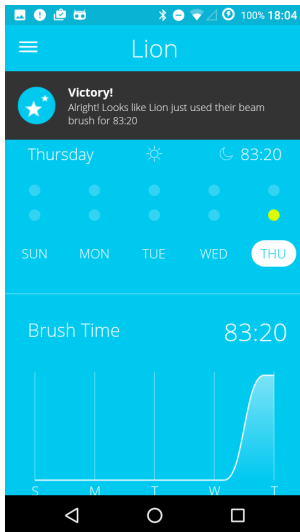 100% 18:04
Lion
Victory!
Alright! Looks like Lion just used their beam
brush for 83:20
Thursday 83:20
SUN MON TUE WED THU
Brush Time 83:20
S M T W T